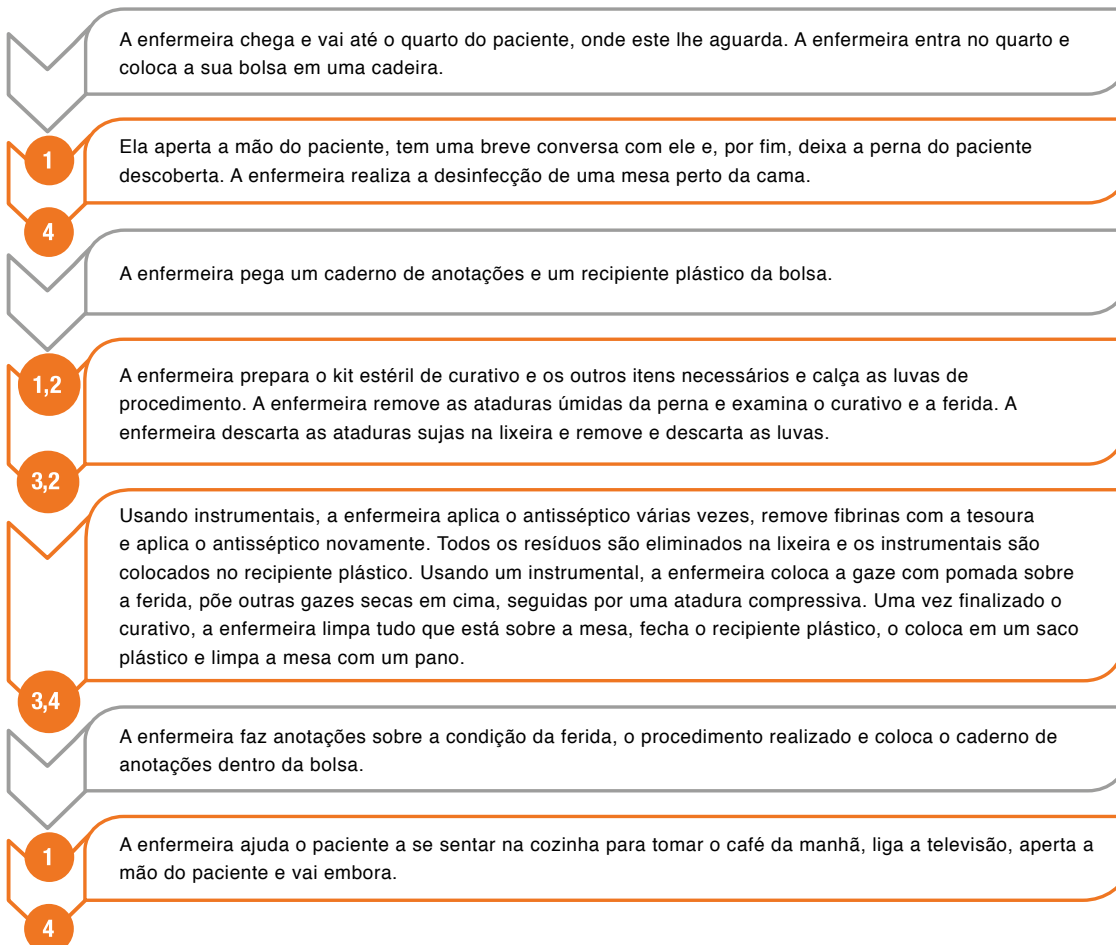 A enfermeira chega e vai até o quarto do paciente, onde este lhe aguarda. A enfermeira entra no quarto e
coloca a sua bolsa em uma cadeira.
1
Ela aperta a mão do paciente, tem uma breve conversa com ele e, por fim, deixa a perna do paciente
descoberta. A enfermeira realiza a desinfecção de uma mesa perto da cama.
4
A enfermeira pega um caderno de anotações e um recipiente plástico da bolsa.
1,2
A enfermeira prepara o kit estéril de curativo e os outros itens necessários e calça as luvas de
procedimento. A enfermeira remove as ataduras úmidas da perna e examina o curativo e a ferida. A
enfermeira descarta as ataduras sujas na lixeira e remove e descarta as luvas.
3,2
Usando instrumentais, a enfermeira aplica o antisséptico várias vezes, remove fibrinas com a tesoura
e aplica o antisséptico novamente. Todos os resíduos são eliminados na lixeira e os instrumentais são
colocados no recipiente plástico. Usando um instrumental, a enfermeira coloca a gaze com pomada sobre
a ferida, põe outras gazes secas em cima, seguidas por uma atadura compressiva. Uma vez finalizado o
curativo, a enfermeira limpa tudo que está sobre a mesa, fecha o recipiente plástico, o coloca em um saco
plástico e limpa a mesa com um pano.
3,4
A enfermeira faz anotações sobre a condição da ferida, o procedimento realizado e coloca o caderno de
anotações dentro da bolsa.
1
A enfermeira ajuda o paciente a se sentar na cozinha para tomar o café da manhã, liga a televisão, aperta a
mão do paciente e vai embora.
4